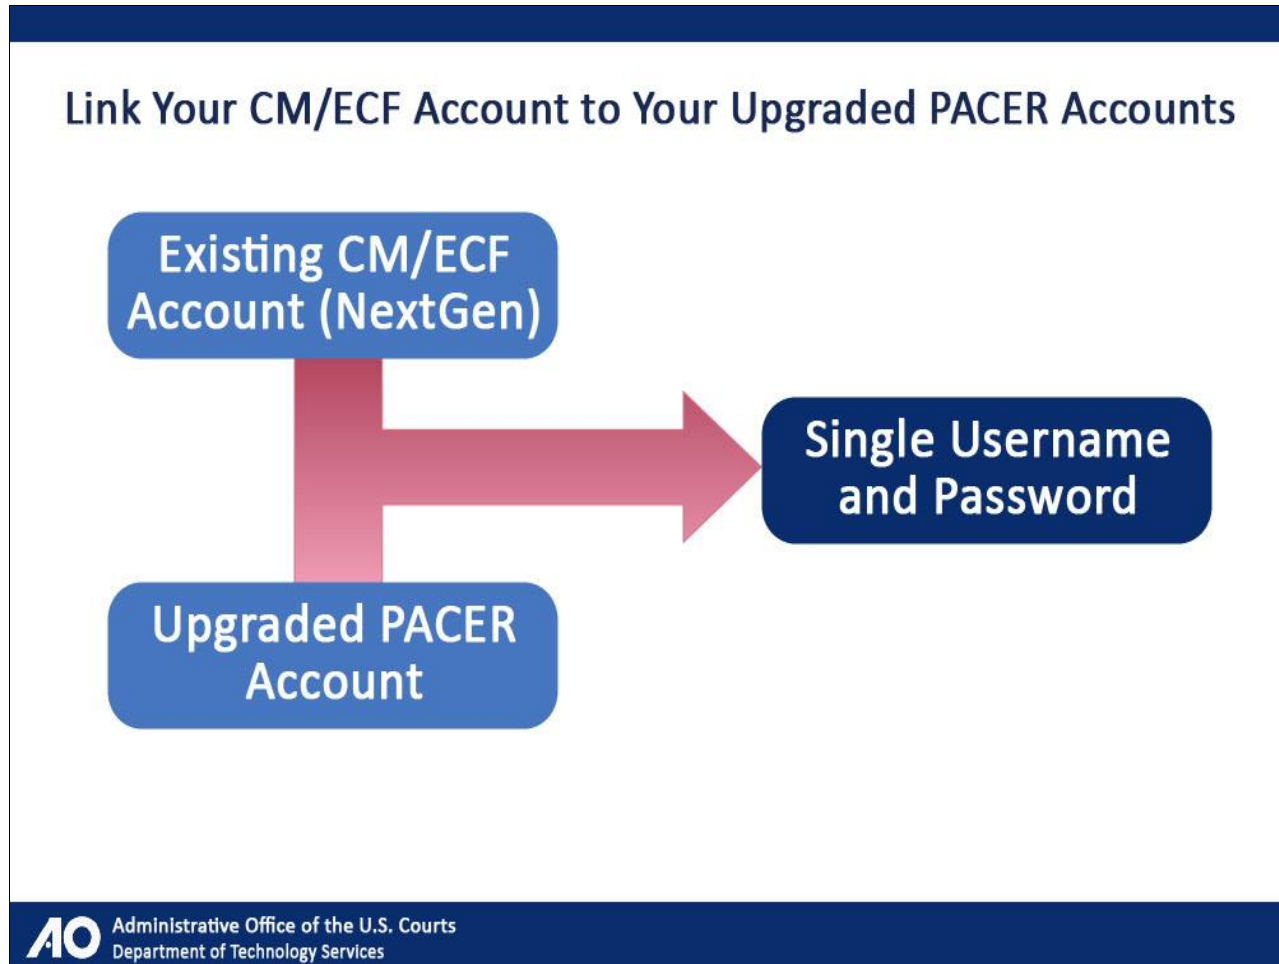 Link Your CM/ECF Account to Your Upgraded PACER Accounts
Existing CM/ECF
Account (NextGen)
Single Username
and Password
Upgraded PACER
Account
AO
Administrative Office of the U.S. Courts
Department of Technology Services